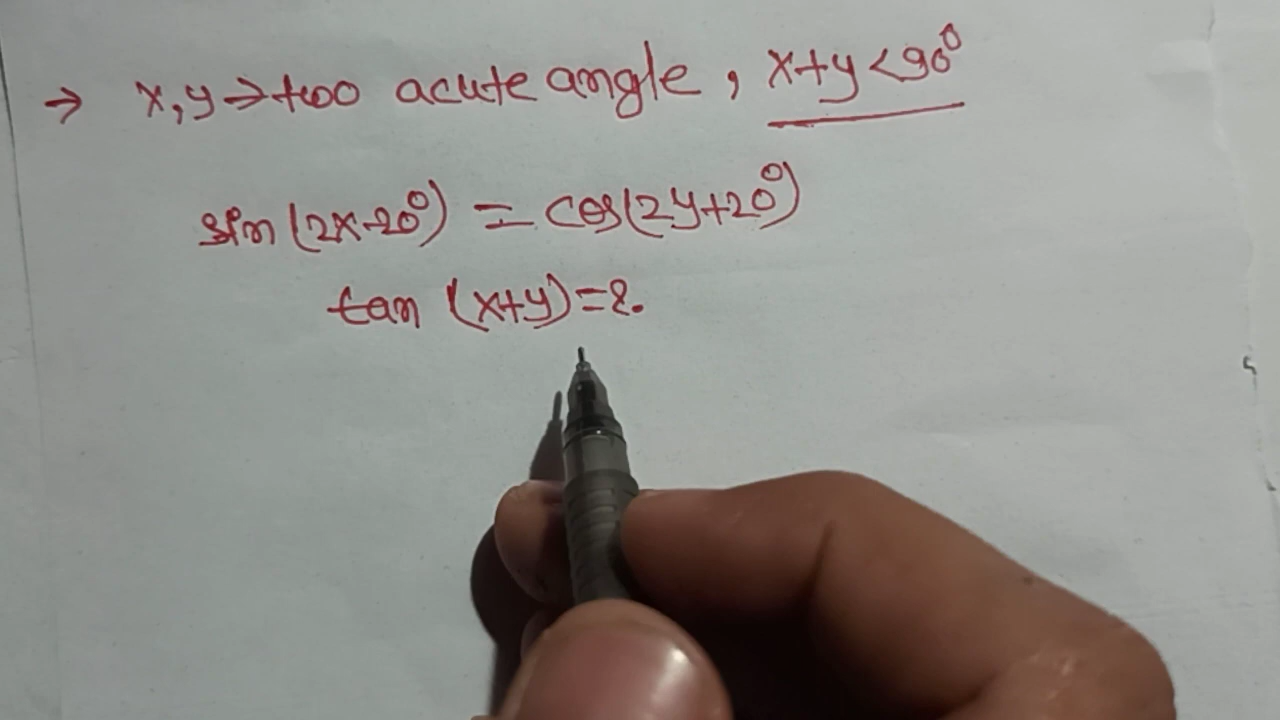 → x,y→two acute angle, x+y<90°
sin(2x-20°) = cos(2y+20°)
tan (x+y)=?.